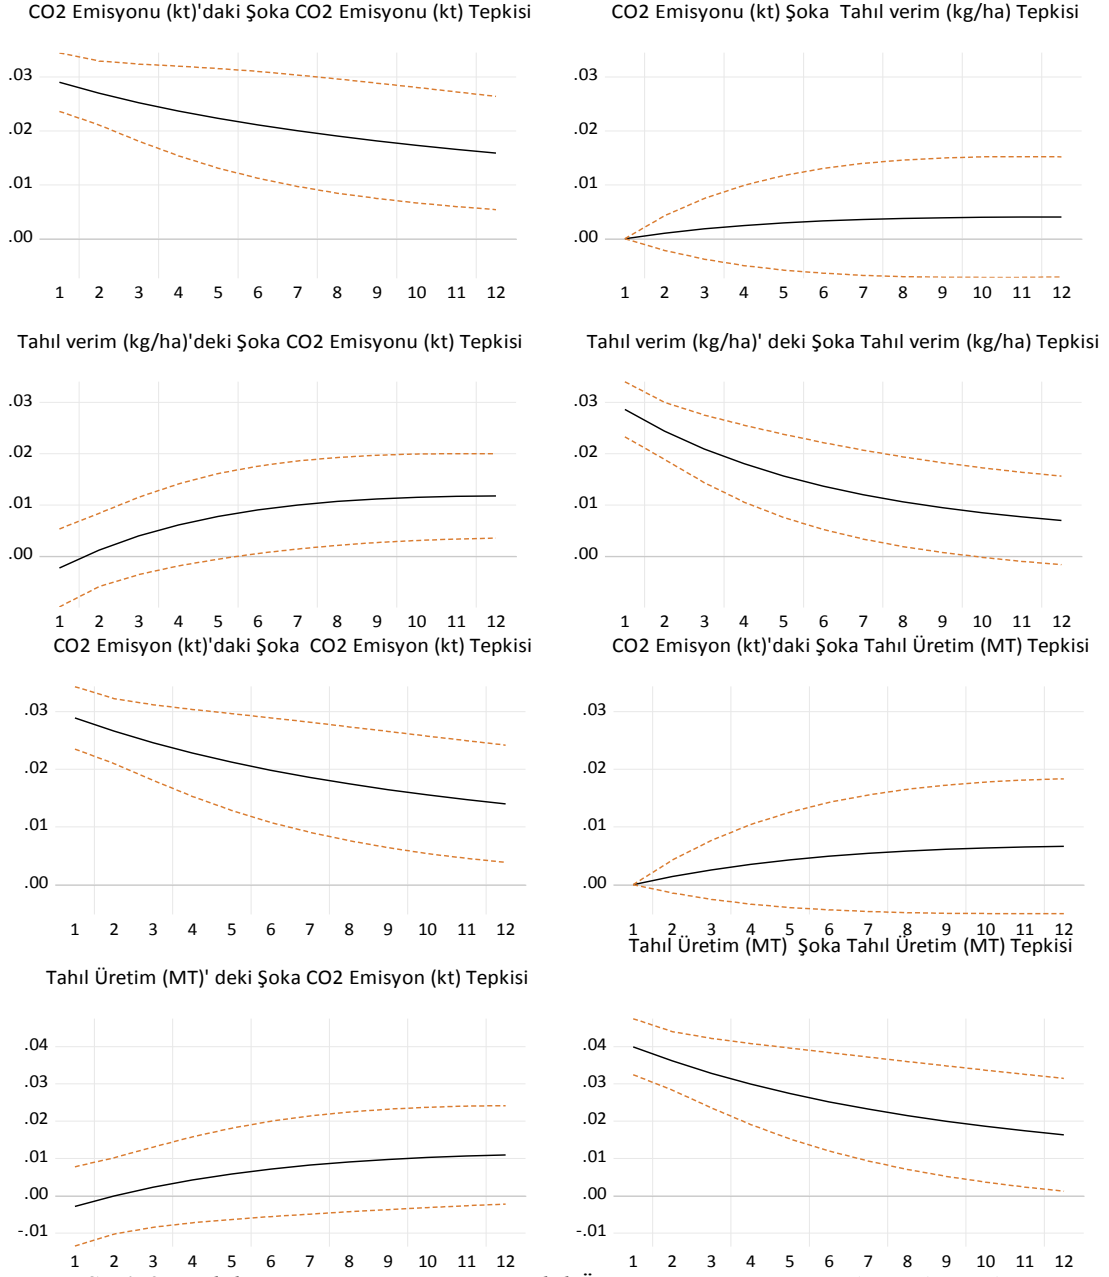 CO2 Emisyonu (kt)'daki Şoka CO2 Emisyonu (kt) Tepkisi
.03
.02
.01
.00
1 2 3 4 5 6 7 8 9 10 11 12
CO2 Emisyonu (kt) Şoka Tahıl verim (kg/ha) Tepkisi
.03
.02
.01
.00
1 2 3 4 5 6 7 8 9 10 11 12
Tahıl verim (kg/ha)'deki Şoka CO2 Emisyonu (kt) Tepkisi
.03
.02
.01
.00
1 2 3 4 5 6 7 8 9 10 11 12
Tahıl verim (kg/ha)' deki Şoka Tahıl verim (kg/ha) Tepkisi
.03
.02
.01
.00
1 2 3 4 5 6 7 8 9 10 11 12
CO2 Emisyon (kt)'daki Şoka CO2 Emisyon (kt) Tepkisi
.03
.02
.01
.00
1 2 3 4 5 6 7 8 9 10 11 12
CO2 Emisyon (kt)'daki Şoka Tahıl Üretim (MT) Tepkisi
.03
.02
.01
.00
1 2 3 4 5 6 7 8 9 10 11 12
Tahıl Üretim (MT)' deki Şoka CO2 Emisyon (kt) Tepkisi
.04
.03
.02
.01
.00
-.01
1 2 3 4 5 6 7 8 9 10 11 12
Tahıl Üretim (MT) Şoka Tahıl Üretim (MT) Tepkisi
.04
.03
.02
.01
.00
-.01
1 2 3 4 5 6 7 8 9 10 11 12